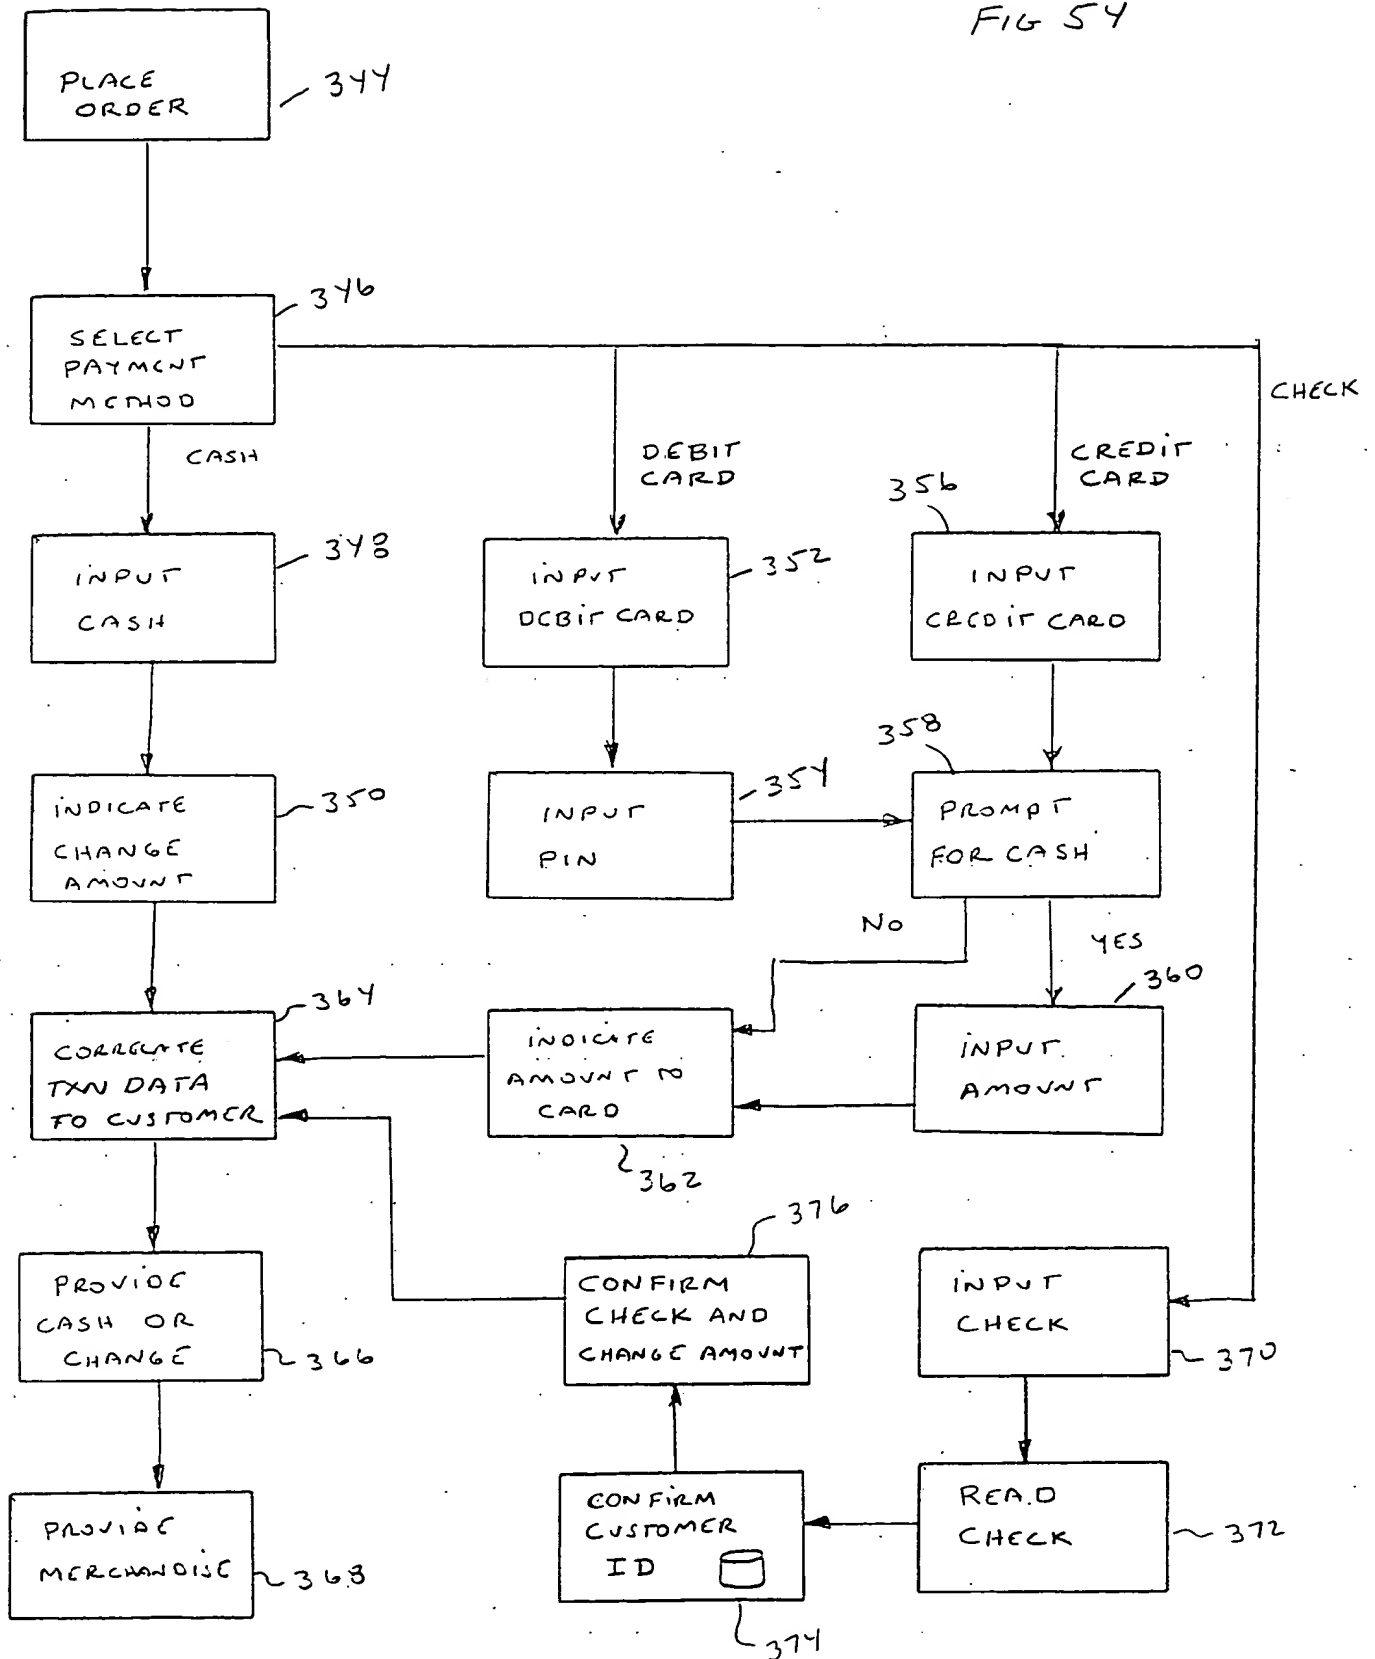 FIG 54
PLACE
ORDER
344
SELECT
PAYMENT
METHOD
346
CASH
DEBIT
CARD
CREDIT
CARD
CHECK
INPUT
CASH
348
INPUT
DEBIT CARD
352
INPUT
CREDIT CARD
356
INDICATE
CHANGE
AMOUNT
350
INPUT
PIN
354
PROMPT
FOR CASH
358
NO
YES
CORRELATE
TXN DATA
TO CUSTOMER
364
INDICATE
AMOUNT TO
CARD
362
INPUT
AMOUNT
360
PROVIDE
CASH OR
CHANGE
366
CONFIRM
CHECK AND
CHANGE AMOUNT
376
INPUT
CHECK
370
PROVIDE
MERCHANDISE
368
CONFIRM
CUSTOMER
ID
374
READ
CHECK
372